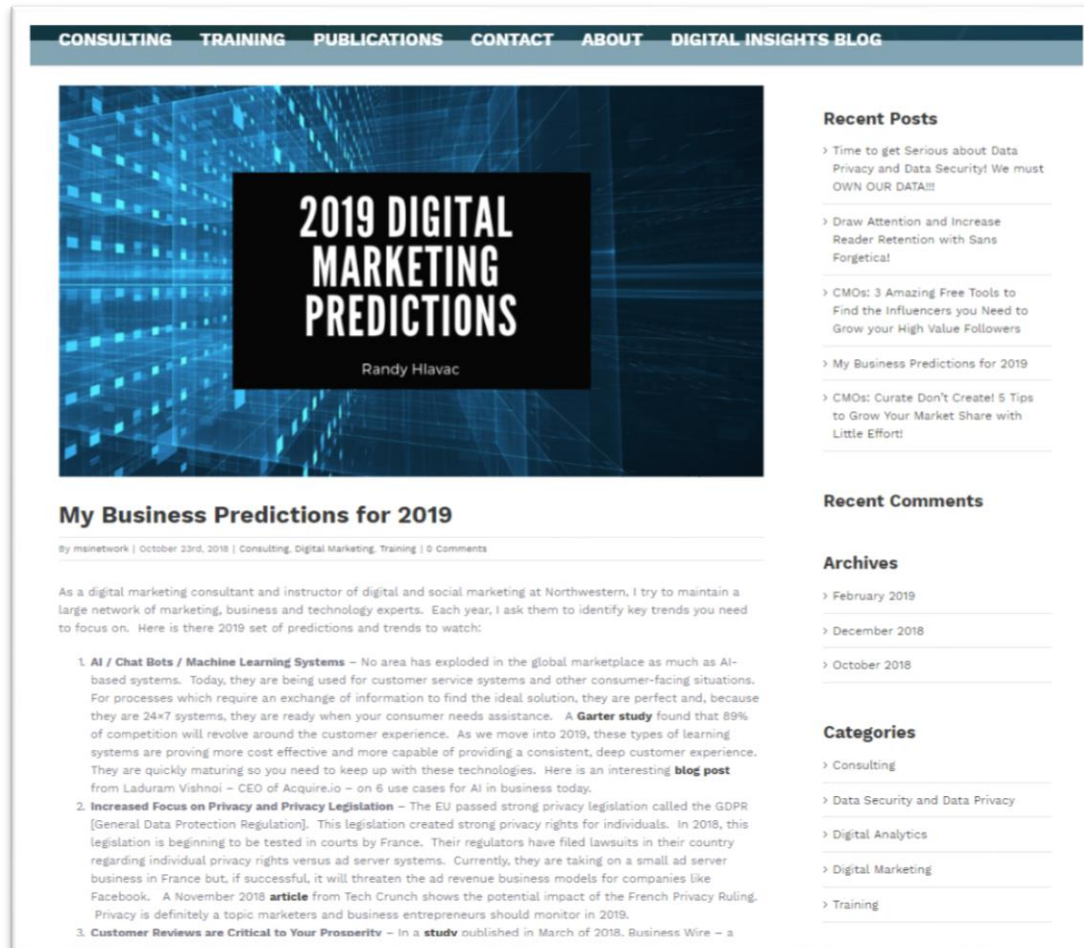 CONSULTING TRAINING PUBLICATIONS CONTACT ABOUT DIGITAL INSIGHTS BLOG
2019 DIGITAL
MARKETING
PREDICTIONS
Randy Hlavac
My Business Predictions for 2019
By msinetwork | October 23rd, 2018 | Consulting, Digital Marketing, Training | 0 Comments
As a digital marketing consultant and instructor of digital and social marketing at Northwestern, I try to maintain a
large network of marketing, business and technology experts. Each year, I ask them to identify key trends you need
to focus on. Here is there 2019 set of predictions and trends to watch:
1. AI / Chat Bots / Machine Learning Systems – No area has exploded in the global marketplace as much as AI-
based systems. Today, they are being used for customer service systems and other consumer-facing situations.
For processes which require an exchange of information to find the ideal solution, they are perfect and, because
they are 24×7 systems, they are ready when your consumer needs assistance. A Garter study found that 89%
of competition will revolve around the customer experience. As we move into 2019, these types of learning
systems are proving more cost effective and more capable of providing a consistent, deep customer experience.
They are quickly maturing so you need to keep up with these technologies. Here is an interesting blog post
from Laduram Vishnoi – CEO of Acquire.io – on 6 use cases for AI in business today.
2. Increased Focus on Privacy and Privacy Legislation – The EU passed strong privacy legislation called the GDPR
[General Data Protection Regulation]. This legislation created strong privacy rights for individuals. In 2018, this
legislation is beginning to be tested in courts by France. Their regulators have filed lawsuits in their country
regarding individual privacy rights versus ad server systems. Currently, they are taking on a small ad server
business in France but, if successful, it will threaten the ad revenue business models for companies like
Facebook. A November 2018 article from Tech Crunch shows the potential impact of the French Privacy Ruling.
Privacy is definitely a topic marketers and business entrepreneurs should monitor in 2019.
3. Customer Reviews are Critical to Your Prosperity – In a study published in March of 2018, Business Wire – a
Recent Posts
> Time to get Serious about Data
Privacy and Data Security! We must
OWN OUR DATA!!!
> Draw Attention and Increase
Reader Retention with Sans
Forgetica!
> CMOs: 3 Amazing Free Tools to
Find the Influencers you Need to
Grow your High Value Followers
> My Business Predictions for 2019
> CMOs: Curate Don't Create! 5 Tips
to Grow Your Market Share with
Little Effort!
Recent Comments
Archives
> February 2019
> December 2018
> October 2018
Categories
> Consulting
> Data Security and Data Privacy
> Digital Analytics
> Digital Marketing
> Training